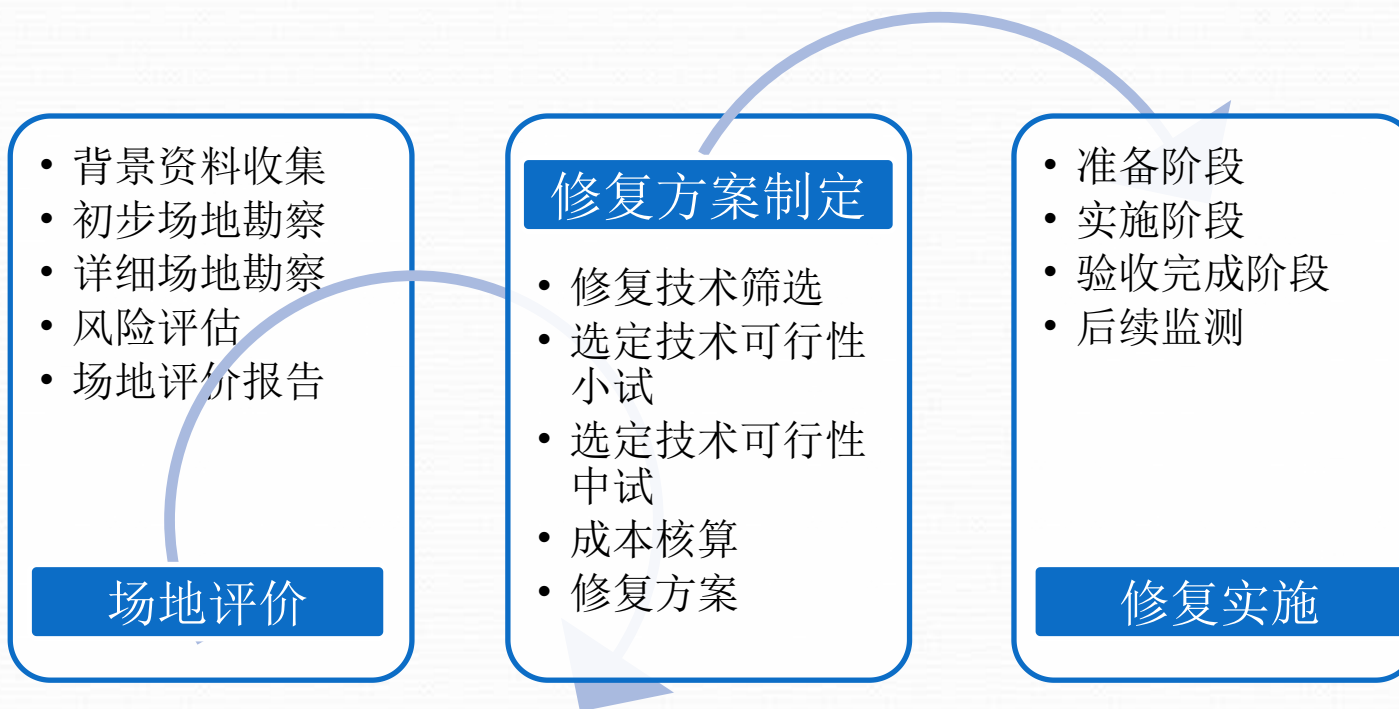 • 背景资料收集
• 初步场地勘察
• 详细场地勘察
• 风险评估
• 场地评价报告
场地评价
修复方案制定
• 修复技术筛选
• 选定技术可行性
小试
• 选定技术可行性
中试
• 成本核算
• 修复方案
• 准备阶段
• 实施阶段
• 验收完成阶段
• 后续监测
修复实施